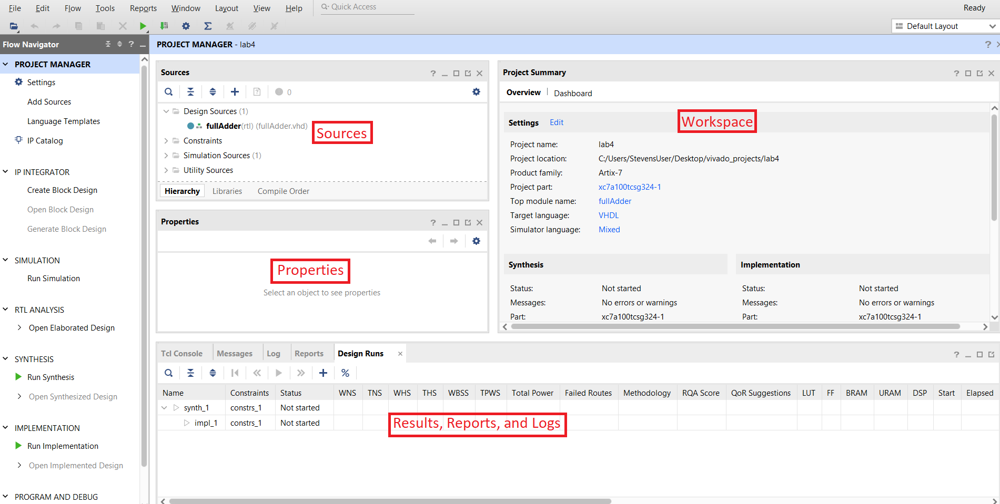 File Edit Flow Tools Reports Window Layout View Help Quick Access Ready
Default Layout
Flow Navigator
PROJECT MANAGER - lab4
PROJECT MANAGER
Settings
Add Sources
Language Templates
IP Catalog
IP INTEGRATOR
Create Block Design
Open Block Design
Generate Block Design
SIMULATION
Run Simulation
RTL ANALYSIS
Open Elaborated Design
SYNTHESIS
Run Synthesis
Open Synthesized Design
IMPLEMENTATION
Run Implementation
Open Implemented Design
PROGRAM AND DEBUG
Sources
0
Design Sources (1)
fullAdder(rtl) (fullAdder.vhd)
Sources
Constraints
Simulation Sources (1)
Utility Sources
Hierarchy Libraries Compile Order
Properties
Properties
Select an object to see properties
Project Summary
Overview Dashboard
Settings Edit
Workspace
Project name: lab4
Project location: C:/Users/StevensUser/Desktop/vivado_projects/lab4
Product family: Artix-7
Project part: xc7a100tcsg324-1
Top module name: fullAdder
Target language: VHDL
Simulator language: Mixed
Synthesis Implementation
Status: Not started Status: Not started
Messages: No errors or warnings Messages: No errors or warnings
Part: xc7a100tcsg324-1 Part: xc7a100tcsg324-1
Tcl Console Messages Log Reports Design Runs
Name Constraints Status WNS TNS WHS THS WBSS TPWS Total Power Failed Routes Methodology RQA Score QoR Suggestions LUT FF BRAM URAM DSP Start Elapsed
synth_1 constrs_1 Not started
impl_1 constrs_1 Not started
Results, Reports, and Logs